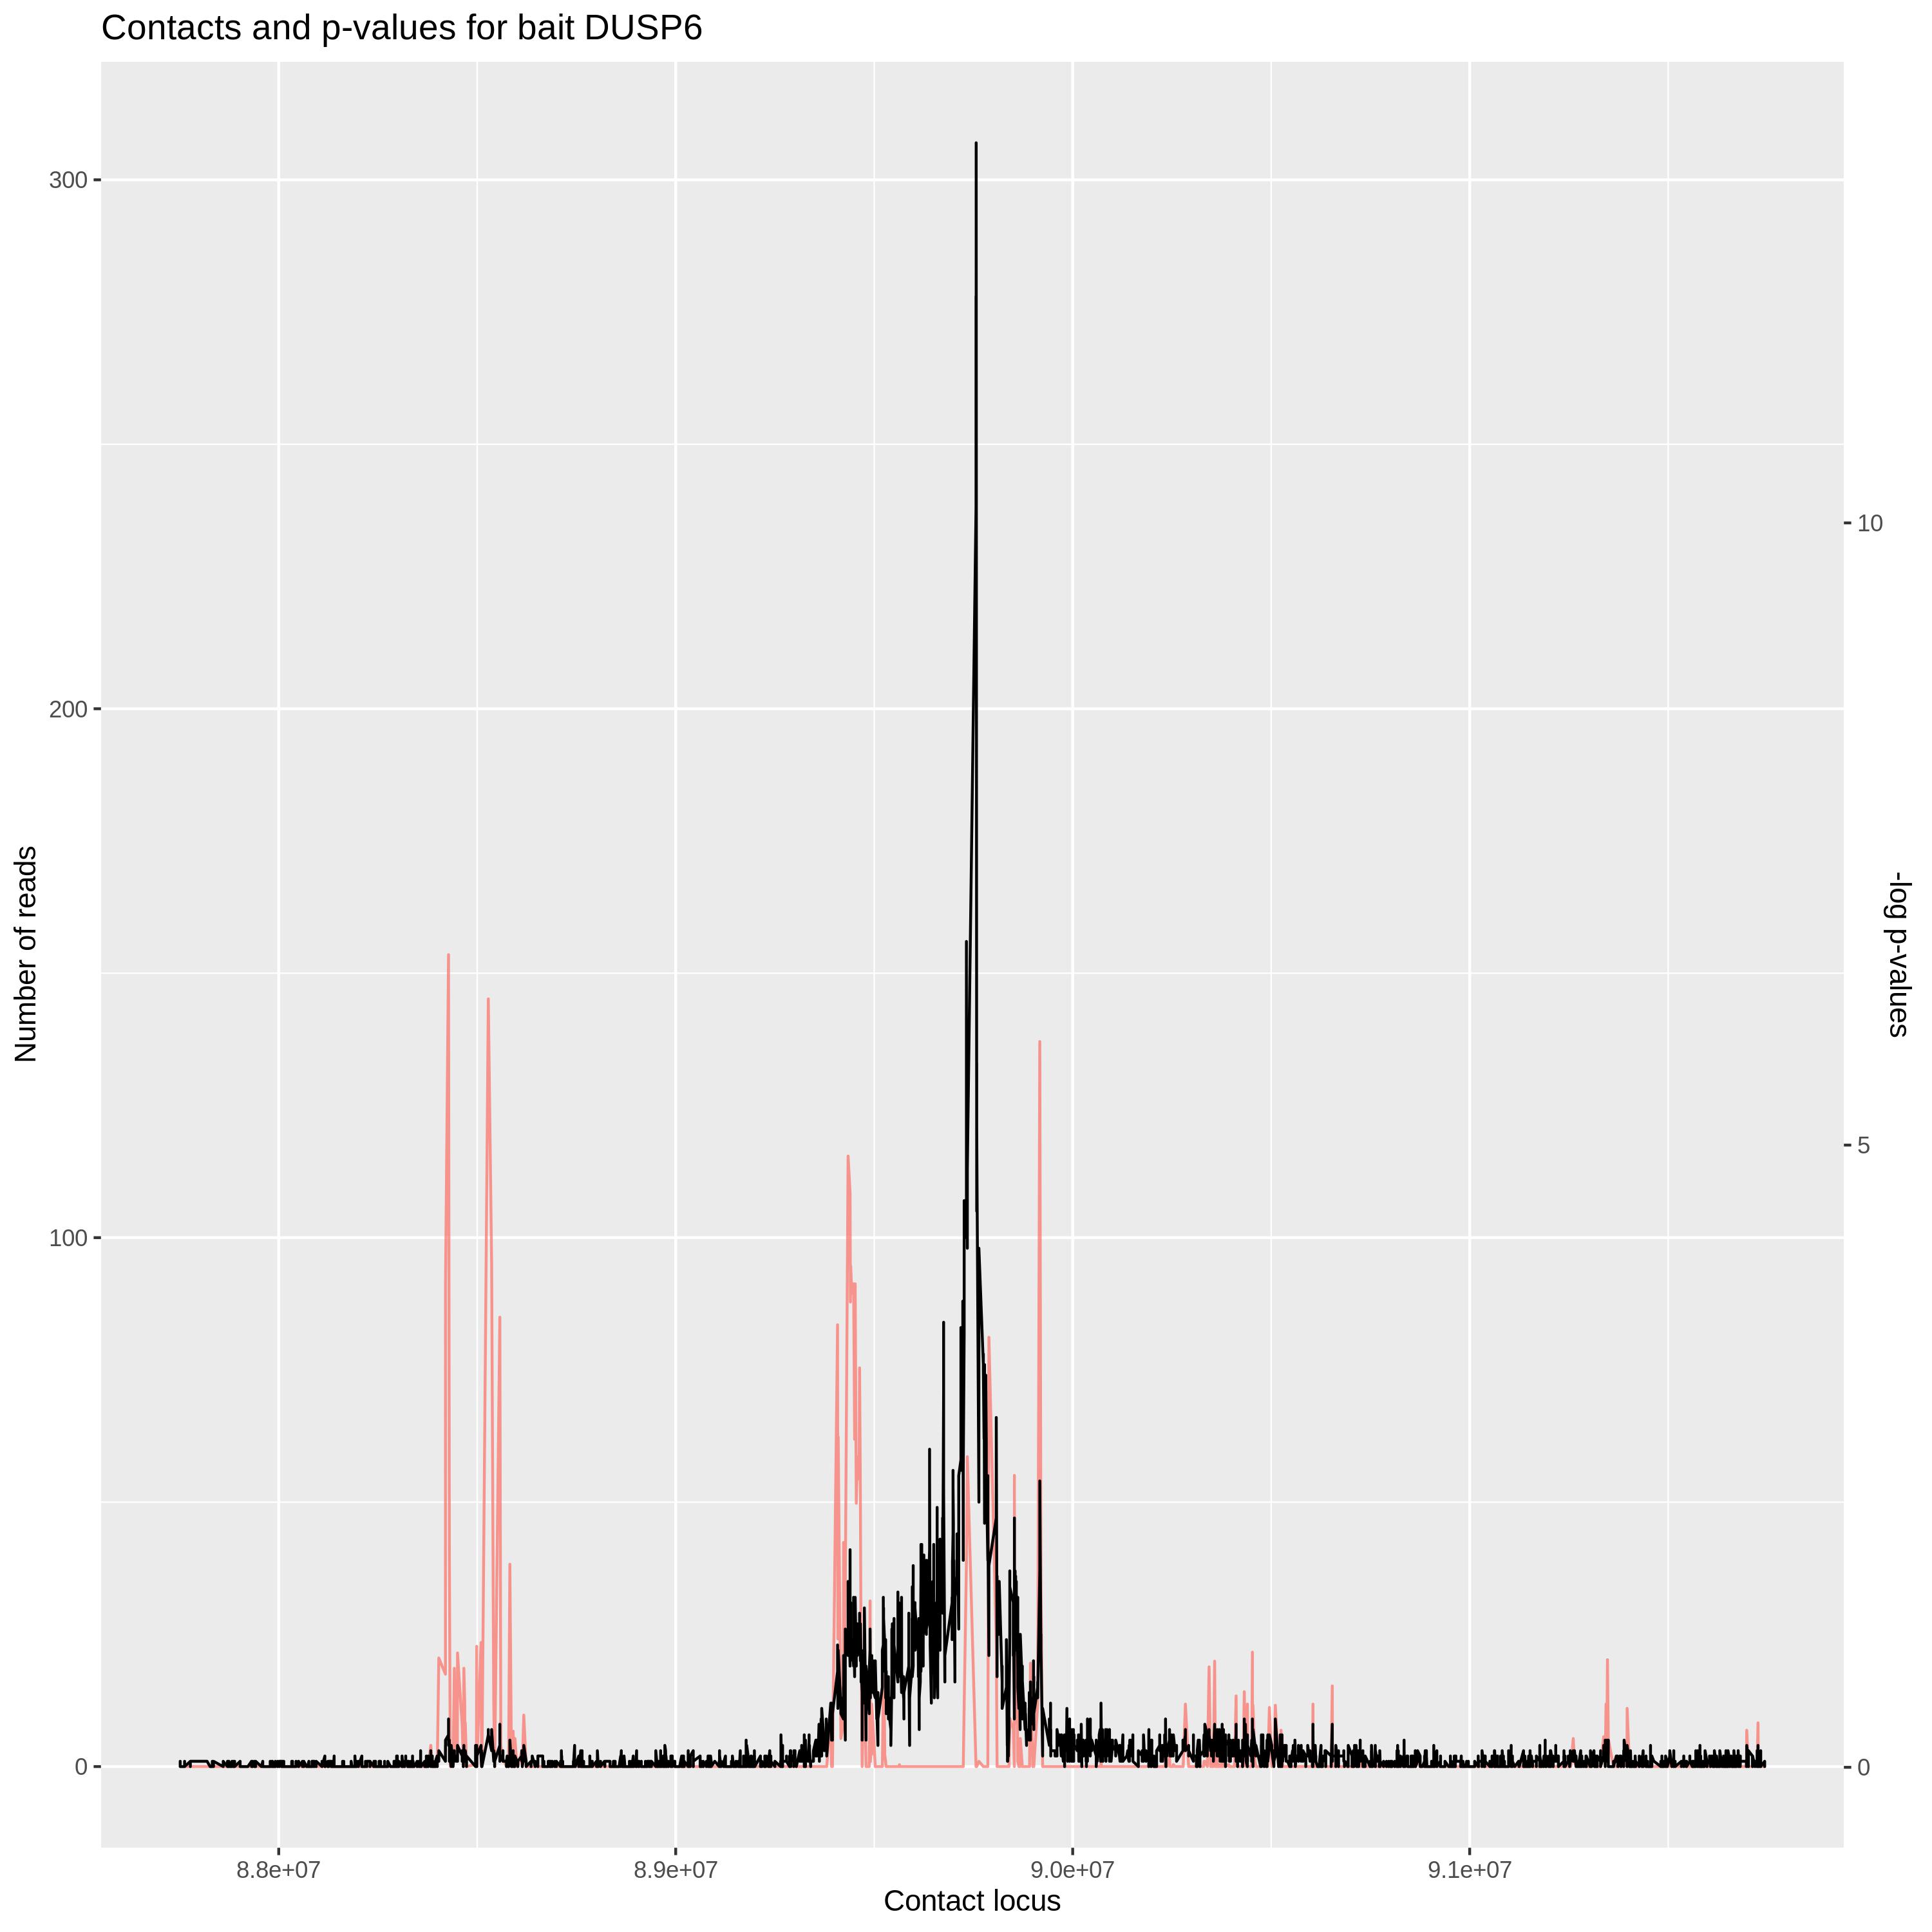 Contacts and p-values for bait DUSP6
300
200
100
0
Number of reads
10
5
0
-log p-values
8.8e+07
8.9e+07
9.0e+07
9.1e+07
Contact locus